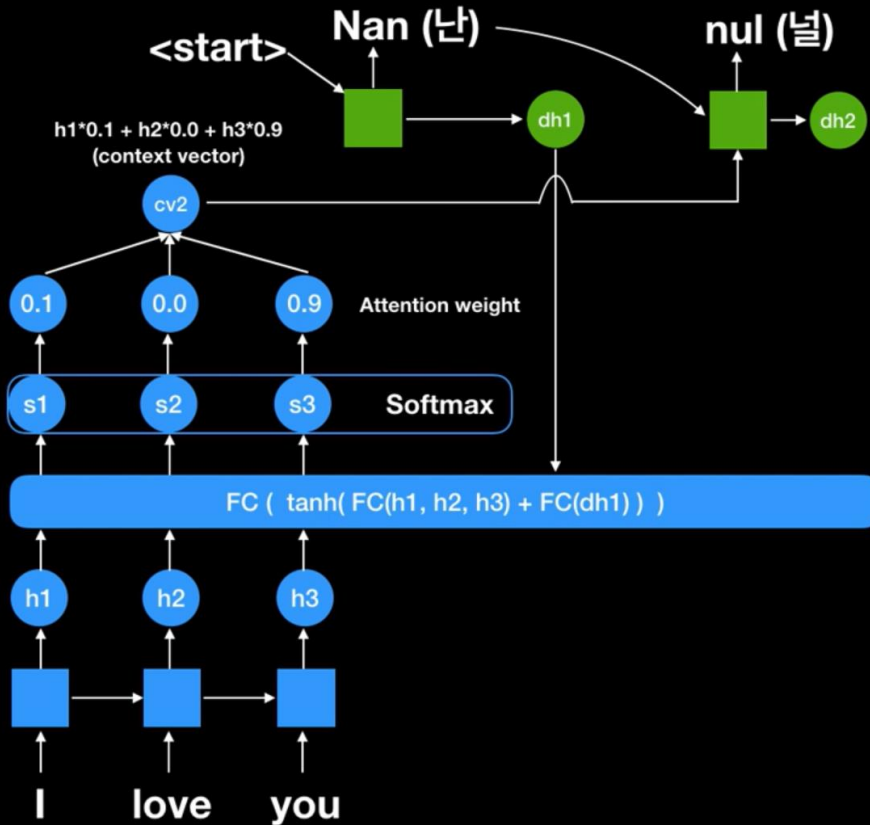 <start>
Nan (난)
nul (널)
h1*0.1 + h2*0.0 + h3*0.9
(context vector)
dh1
dh2
cv2
0.1
0.0
0.9
Attention weight
s1
s2
s3
Softmax
FC ( tanh( FC(h1, h2, h3) + FC(dh1) ) )
h1
h2
h3
I
love
you